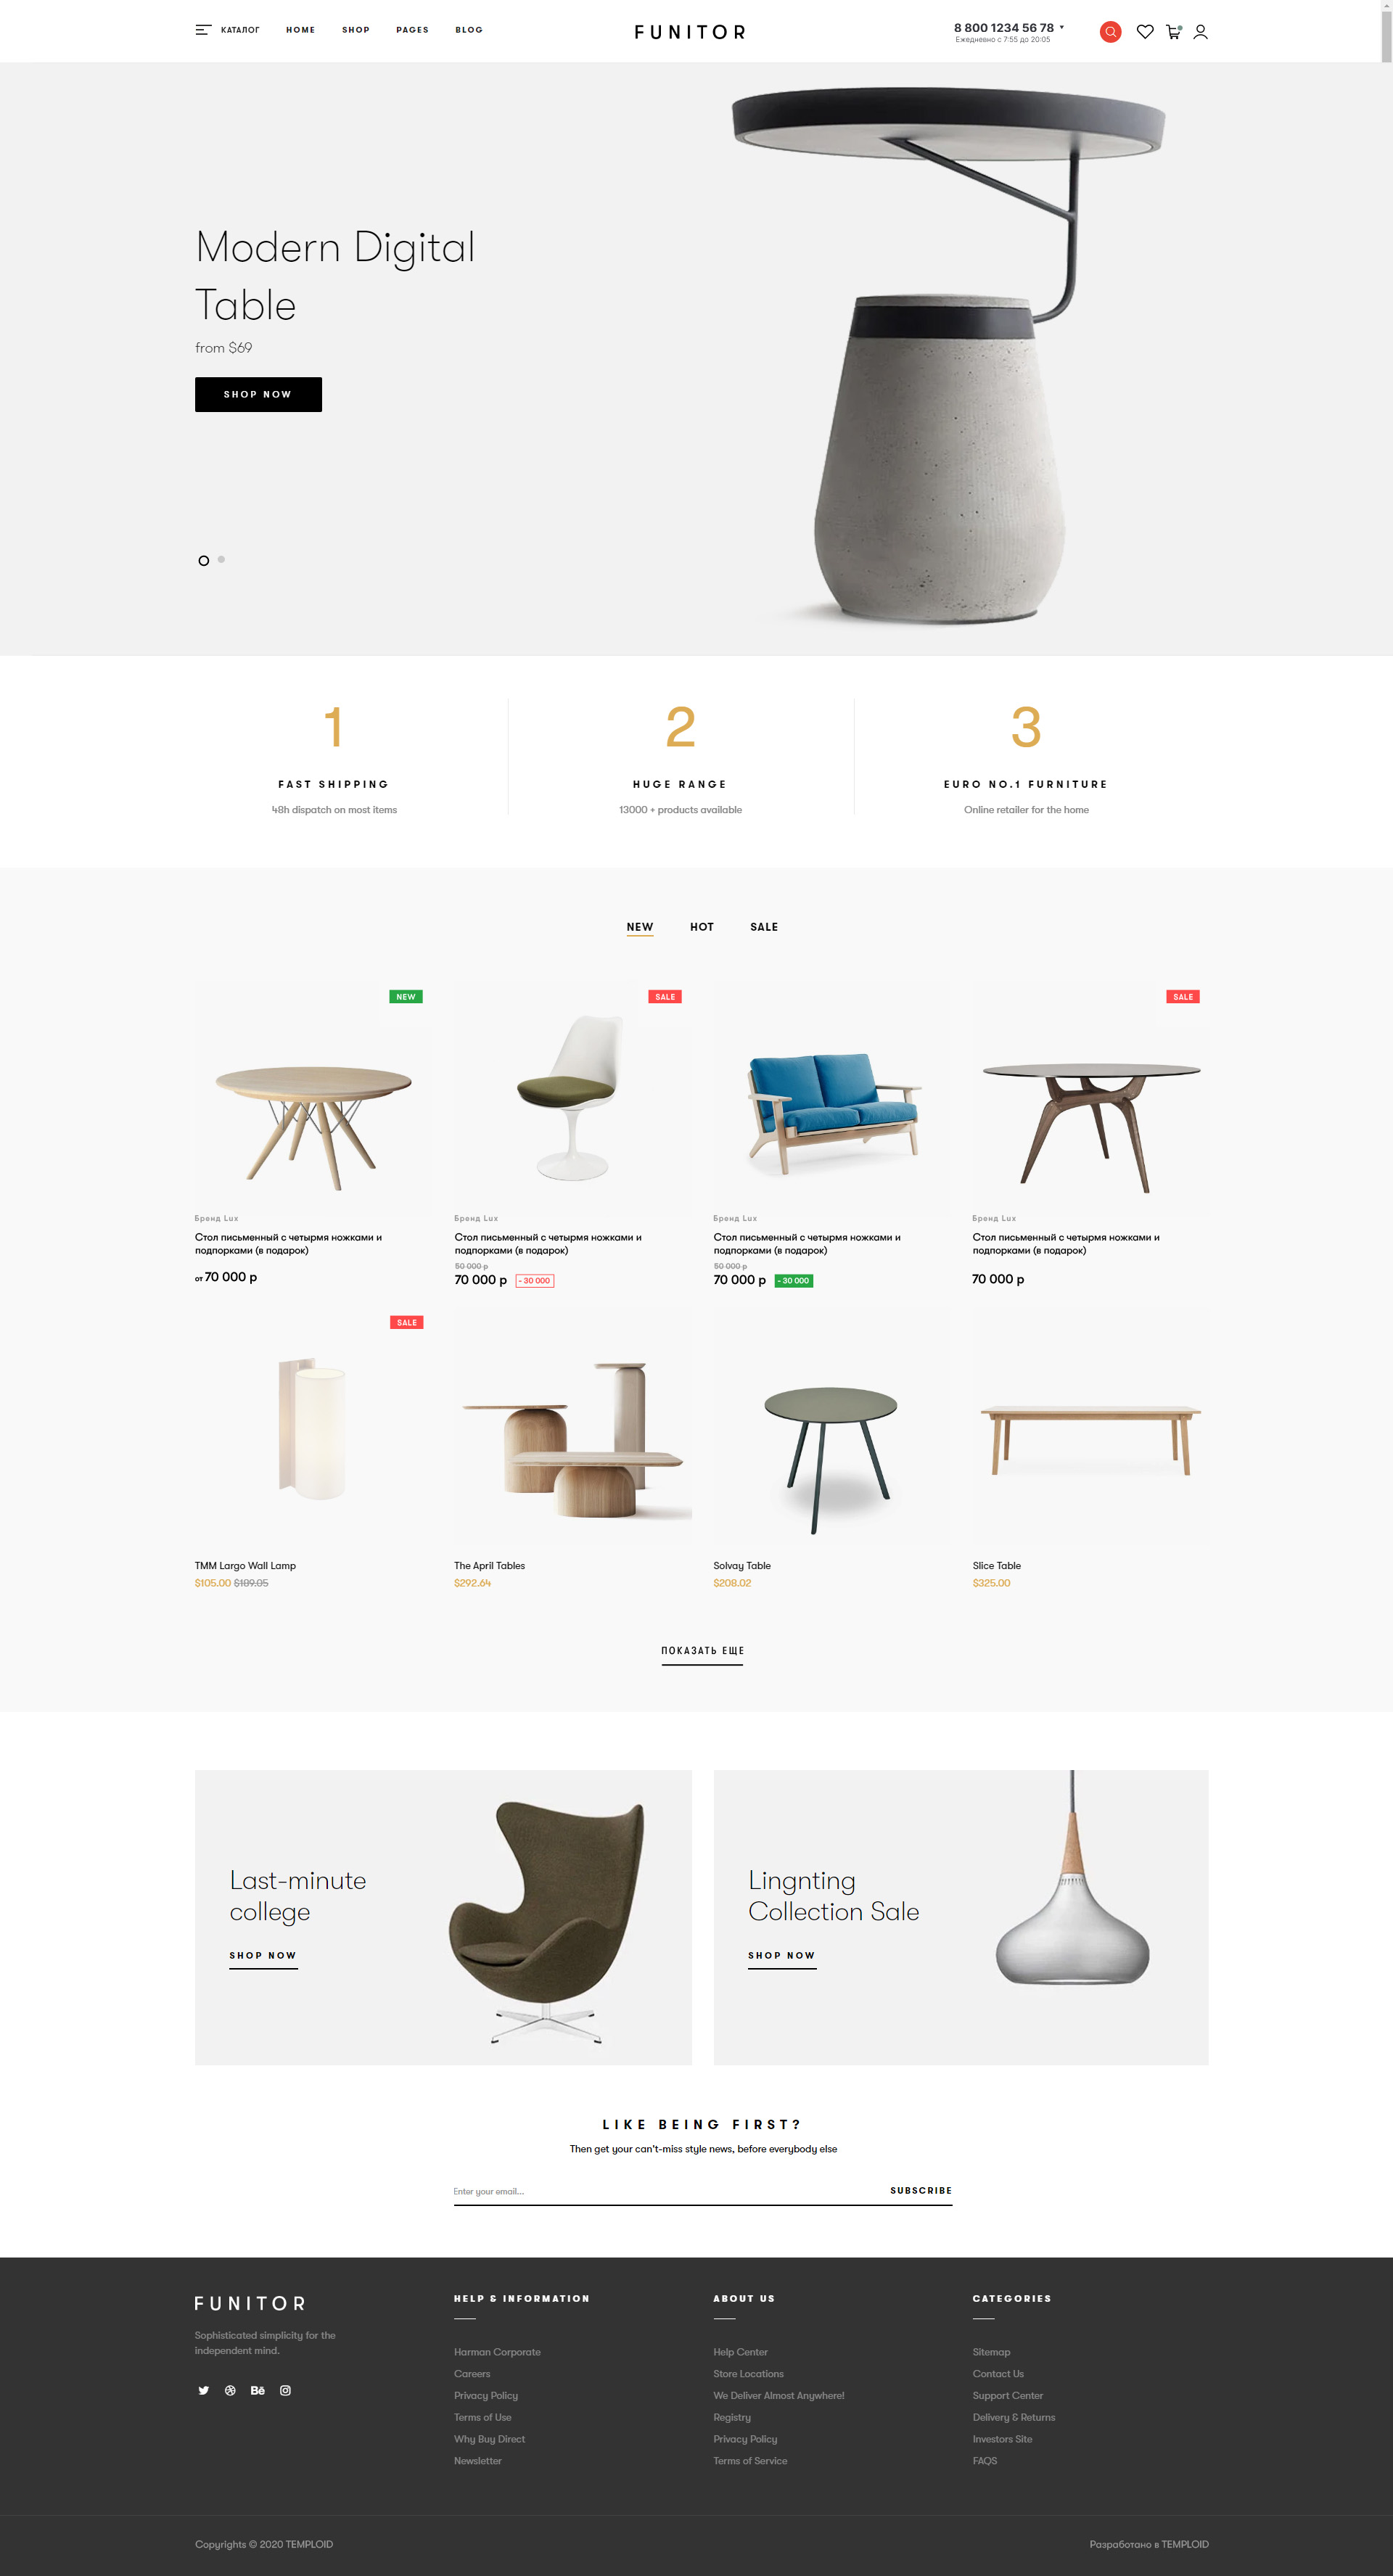 КАТАЛОГ HOME SHOP PAGES BLOG
FUNITOR
8 800 1234 56 78
Ежедневно с 7:55 до 20:05
Modern Digital
Table
from $69
SHOP NOW
1
FAST SHIPPING
48h dispatch on most items
2
HUGE RANGE
13000 + products available
3
EURO NO.1 FURNITURE
Online retailer for the home
NEW HOT SALE
NEW
Бренд Lux
Стол письменный с четырмя ножками и
подпорками (в подарок)
от 70 000 р
SALE
Бренд Lux
Стол письменный с четырмя ножками и
подпорками (в подарок)
50 000 р
70 000 р - 30 000
Бренд Lux
Стол письменный с четырмя ножками и
подпорками (в подарок)
50 000 р
70 000 р - 30 000
SALE
Бренд Lux
Стол письменный с четырмя ножками и
подпорками (в подарок)
70 000 р
SALE
TMM Largo Wall Lamp
$105.00 $189.05
The April Tables
$292.64
Solvay Table
$208.02
Slice Table
$325.00
ПОКАЗАТЬ ЕЩЕ
Last-minute
college
SHOP NOW
Lingnting
Collection Sale
SHOP NOW
LIKE BEING FIRST?
Then get your can't-miss style news, before everybody else
Enter your email...
SUBSCRIBE
FUNITOR
Sophisticated simplicity for the
independent mind.
Bē
HELP & INFORMATION
Harman Corporate
Careers
Privacy Policy
Terms of Use
Why Buy Direct
Newsletter
ABOUT US
Help Center
Store Locations
We Deliver Almost Anywhere!
Registry
Privacy Policy
Terms of Service
CATEGORIES
Sitemap
Contact Us
Support Center
Delivery & Returns
Investors Site
FAQS
Copyrights © 2020 TEMPLOID
Разработано в TEMPLOID